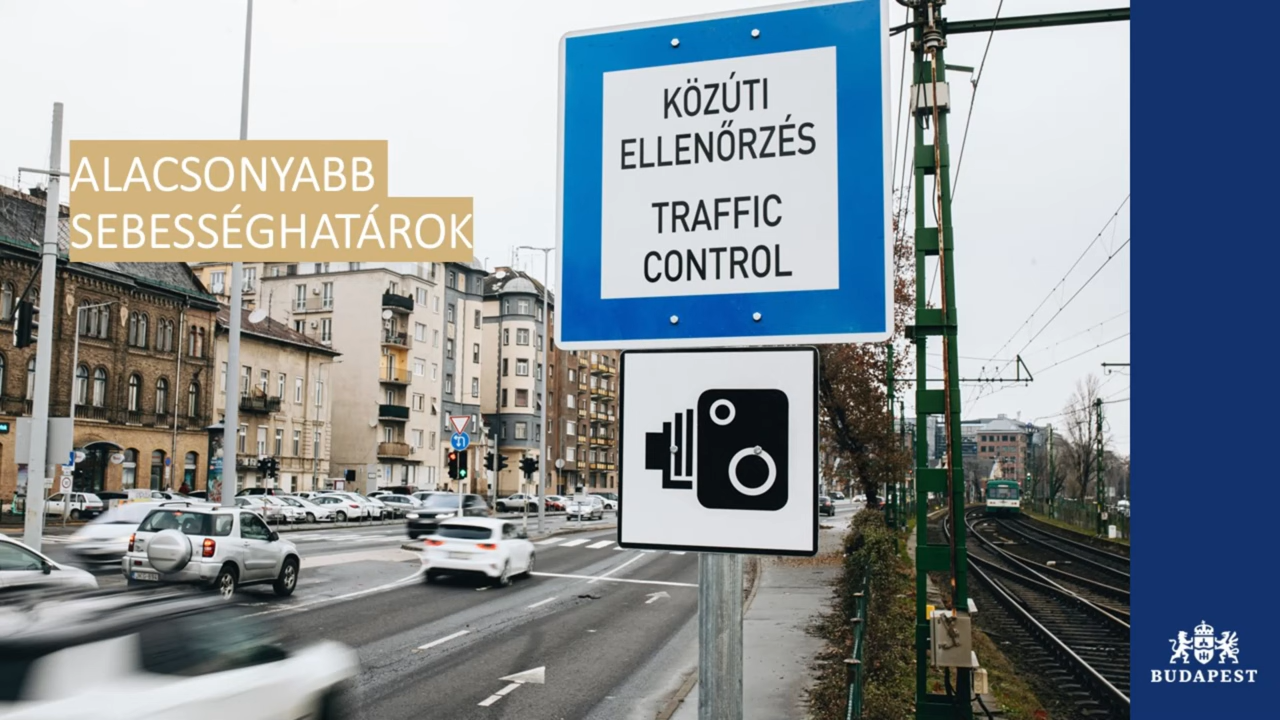 ALACSONYABB
SEBESSÉGHATÁROK
KÖZÚTI
ELLENŐRZÉS
TRAFFIC
CONTROL
BUDAPEST